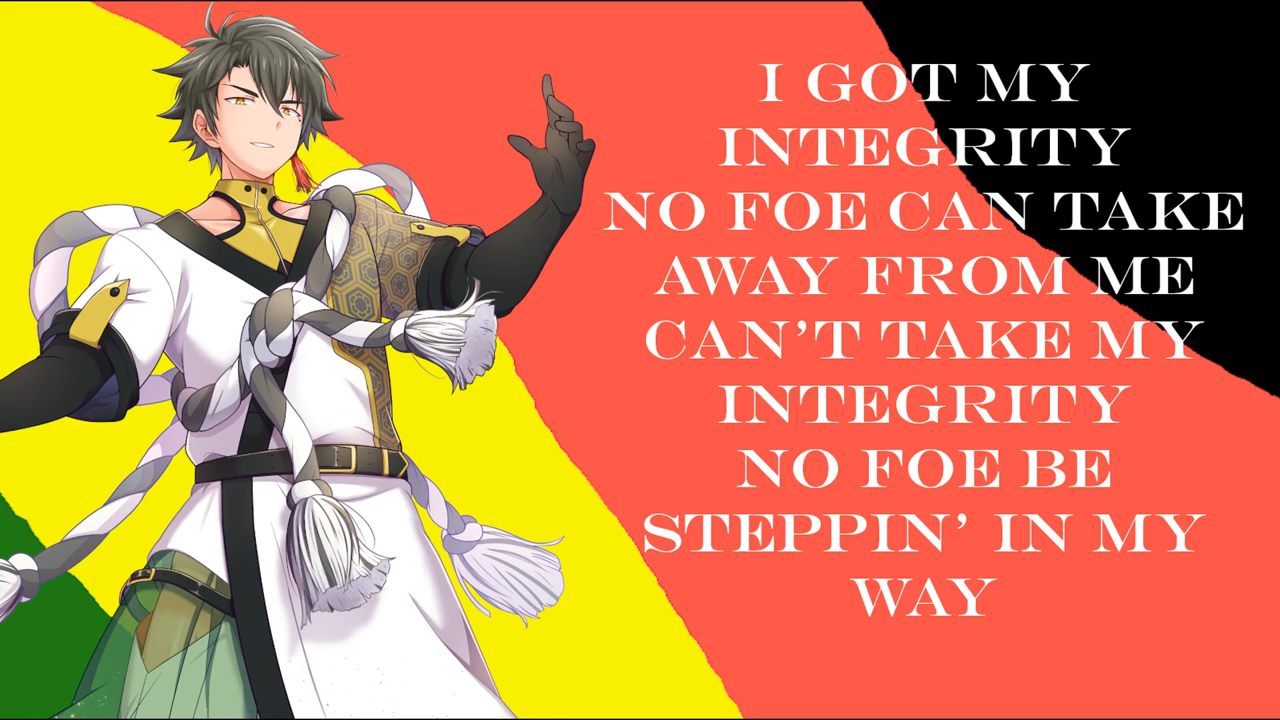 I GOT MY
INTEGRITY
NO FOE CAN TAKE
AWAY FROM ME
CAN'T TAKE MY
INTEGRITY
NO FOE BE
STEPPIN' IN MY
WAY